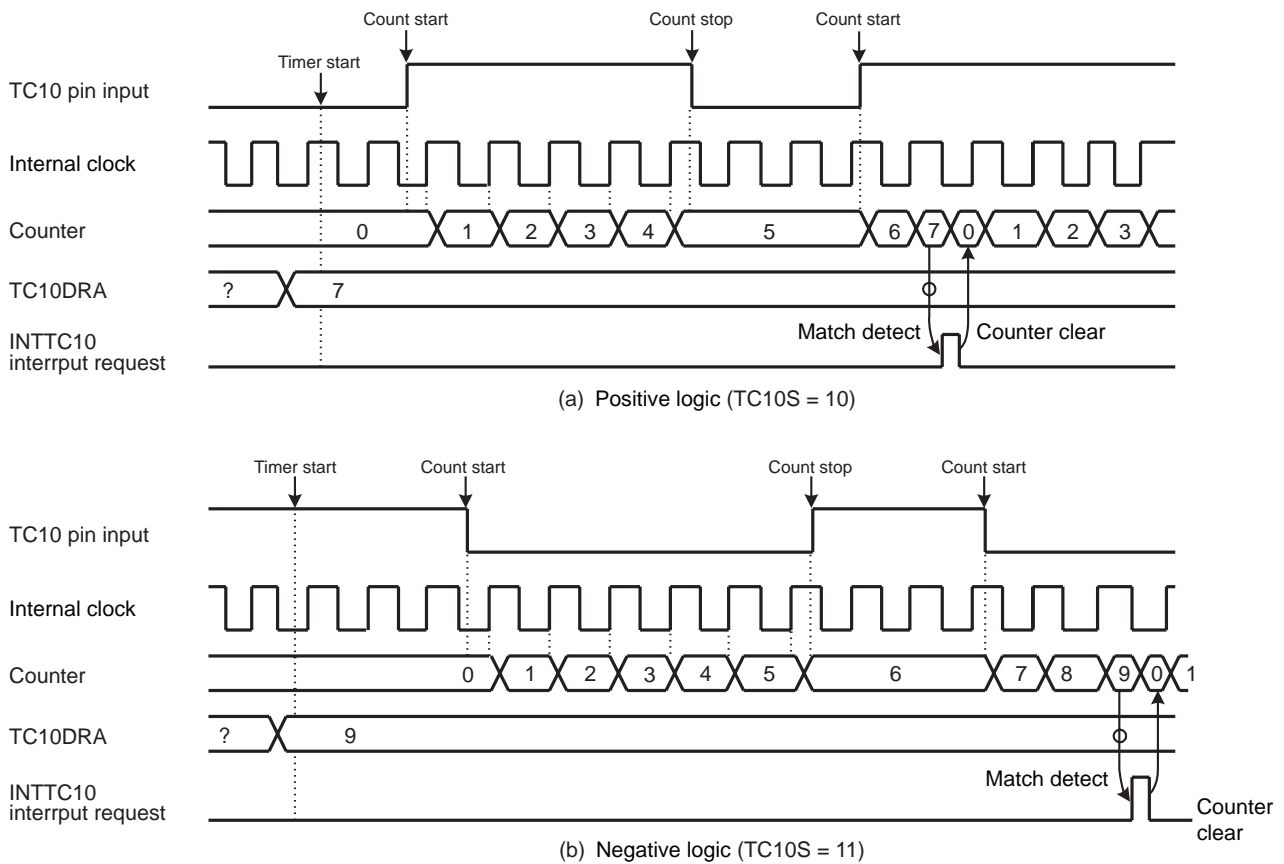 Count start Count stop Count start
Timer start
TC10 pin input
Internal clock
Counter 0 1 2 3 4 5 6 7 0 1 2 3
TC10DRA ? 7
INTTC10
interrput request
Match detect Counter clear
(a) Positive logic (TC10S = 10)
Timer start Count start Count stop Count start
TC10 pin input
Internal clock
Counter 0 1 2 3 4 5 6 7 8 9 0 1
TC10DRA ? 9
INTTC10
interrput request
Match detect
Counter
clear
(b) Negative logic (TC10S = 11)